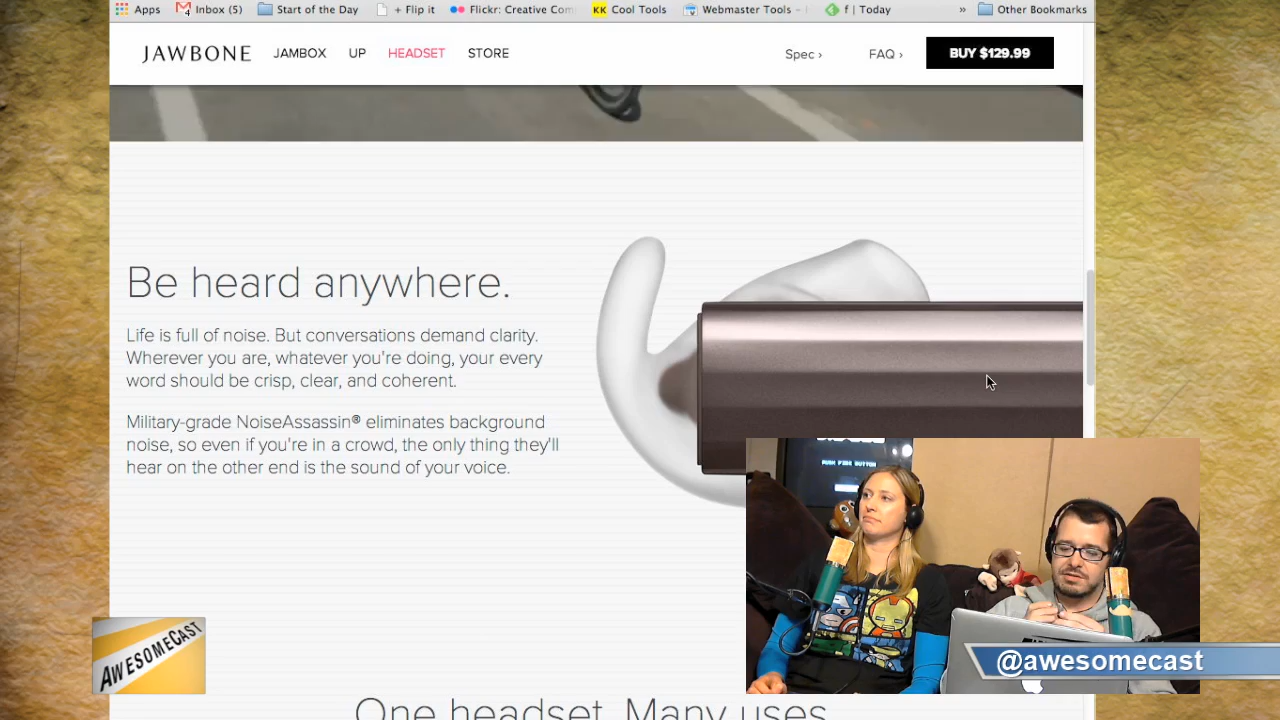 Apps Inbox (5) Start of the Day + Flip it Flickr: Creative Com Cool Tools Webmaster Tools - f | Today » Other Bookmarks
JAWBONE JAMBOX UP HEADSET STORE Spec › FAQ › BUY $129.99
Be heard anywhere.
Life is full of noise. But conversations demand clarity.
Wherever you are, whatever you're doing, your every
word should be crisp, clear, and coherent.
Military-grade NoiseAssassin® eliminates background
noise, so even if you're in a crowd, the only thing they'll
hear on the other end is the sound of your voice.
PUSH FIRE BUTTON
AWESOMECAST
@awesomecast
One headset. Many uses